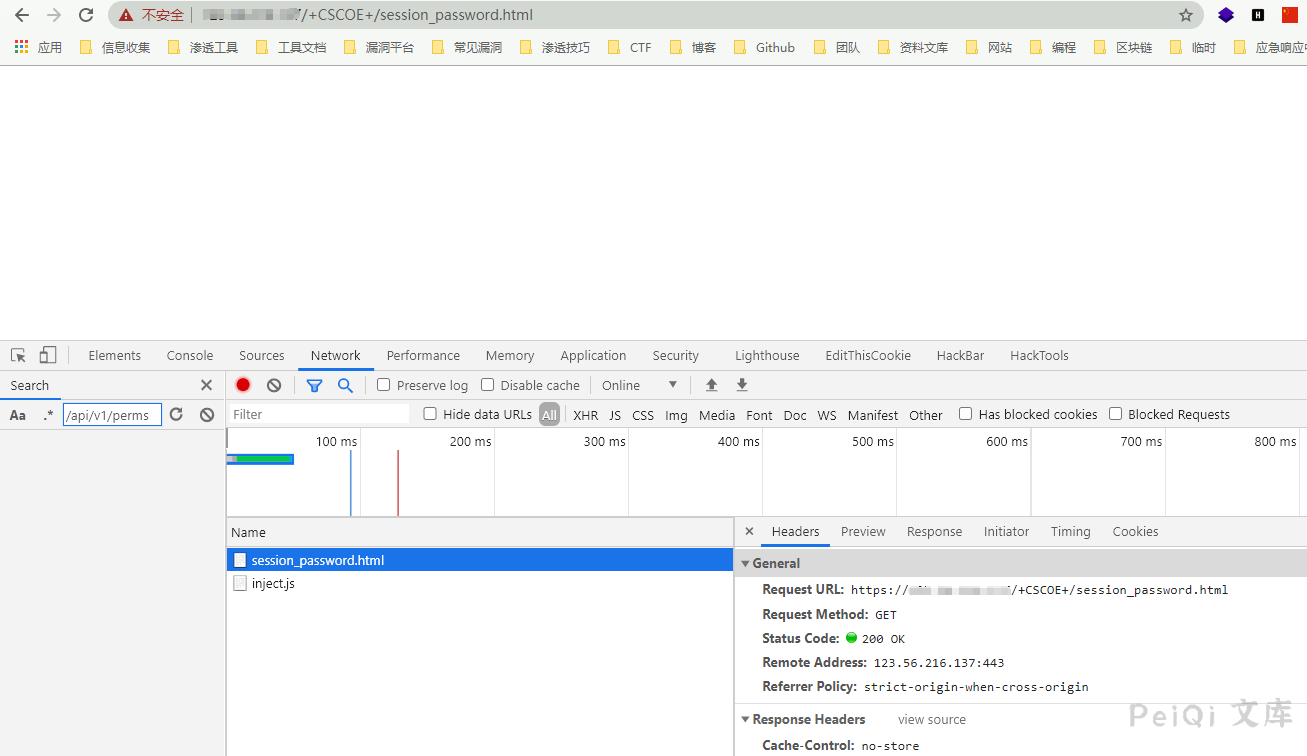 不安全 /+CSCOE+/session_password.html
应用 信息收集 渗透工具 工具文档 漏洞平台 常见漏洞 渗透技巧 CTF 博客 Github 团队 资料文库 网站 编程 区块链 临时 应急响应中
Elements Console Sources Network Performance Memory Application Security Lighthouse EditThisCookie HackBar HackTools
Search Preserve log Disable cache Online
Aa .* /api/v1/perms Filter Hide data URLs All XHR JS CSS Img Media Font Doc WS Manifest Other Has blocked cookies Blocked Requests
100 ms 200 ms 300 ms 400 ms 500 ms 600 ms 700 ms 800 ms
Name
session_password.html
inject.js
Headers Preview Response Initiator Timing Cookies
General
Request URL: https:// /+CSCOE+/session_password.html
Request Method: GET
Status Code: 200 OK
Remote Address: 123.56.216.137:443
Referrer Policy: strict-origin-when-cross-origin
Response Headers view source
Cache-Control: no-store
PeiQi 文库